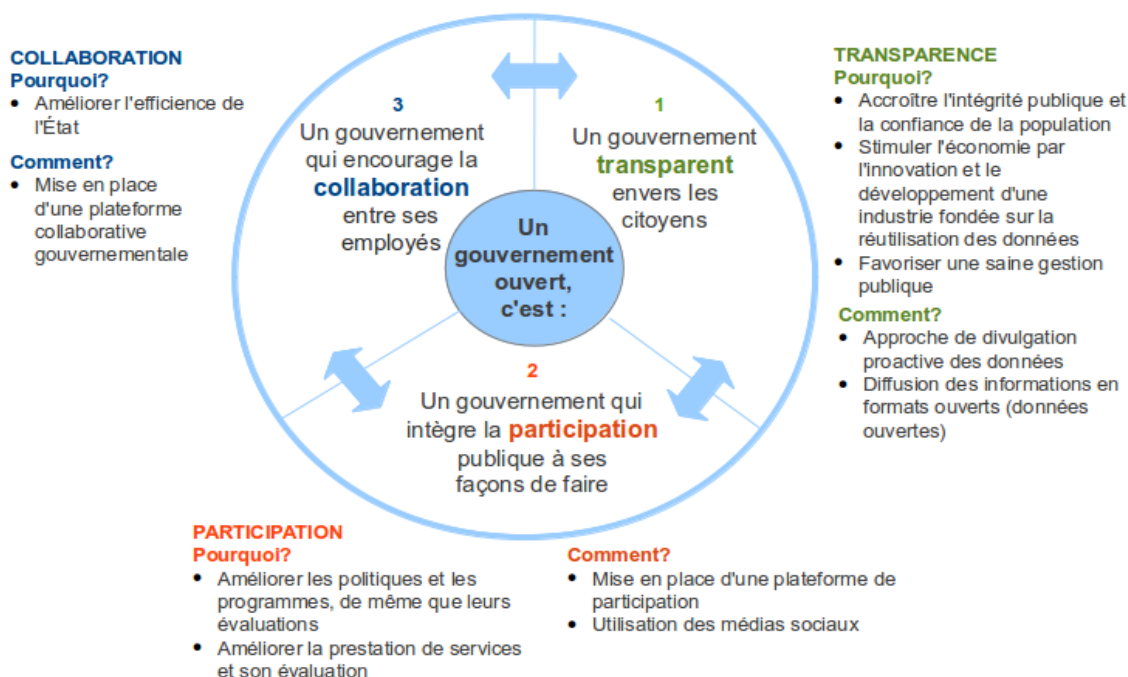 COLLABORATION
Pourquoi?
• Améliorer l'efficience de
l'État
Comment?
• Mise en place
d'une plateforme
collaborative
gouvernementale
3
Un gouvernement
qui encourage la
collaboration
entre ses
employés
1
Un gouvernement
transparent
envers les
citoyens
Un
gouvernement
ouvert,
c'est :
2
Un gouvernement qui
intègre la participation
publique à ses
façons de faire
TRANSPARENCE
Pourquoi?
• Accroître l'intégrité publique et
la confiance de la population
• Stimuler l'économie par
l'innovation et le
développement d'une
industrie fondée sur la
réutilisation des données
• Favoriser une saine gestion
publique
Comment?
• Approche de divulgation
proactive des données
• Diffusion des informations en
formats ouverts (données
ouvertes)
PARTICIPATION
Pourquoi?
• Améliorer les politiques et les
programmes, de même que leurs
évaluations
• Améliorer la prestation de services
et son évaluation
Comment?
• Mise en place d'une plateforme de
participation
• Utilisation des médias sociaux